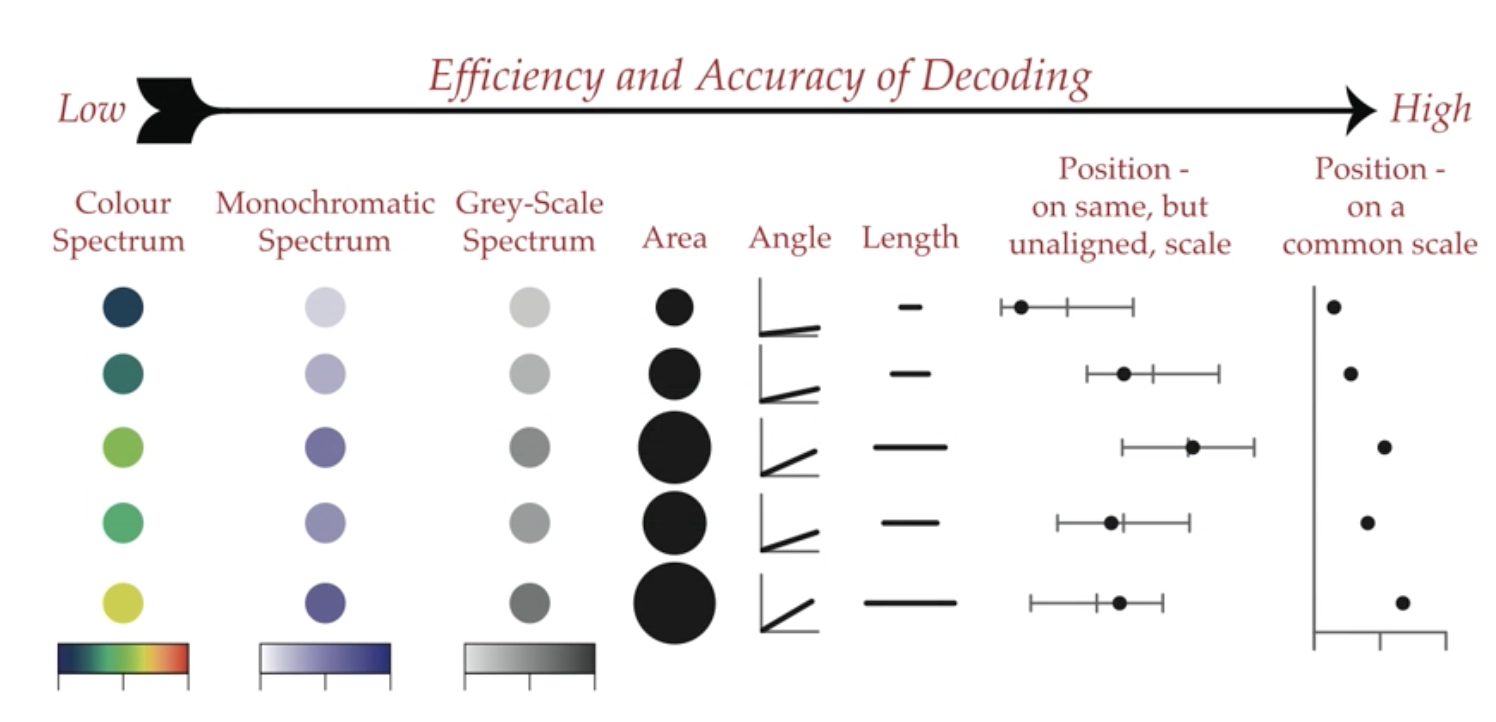 Efficiency and Accuracy of Decoding
Low
High
Colour
Spectrum
Monochromatic
Spectrum
Grey-Scale
Spectrum
Area
Angle
Length
Position -
on same, but
unaligned, scale
Position -
on a
common scale